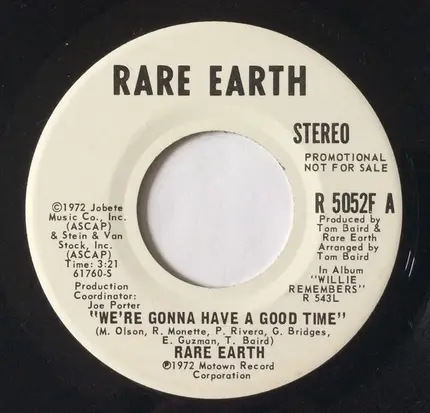 RARE EARTH
STEREO
PROMOTIONAL
NOT FOR SALE
©1972 Jobete
Music Co., Inc.
(ASCAP)
& Stein & Van
Stock, Inc.
(ASCAP)
Time: 3:21
61760-S
Production
Coordinator:
Joe Porter
R 5052F A
Produced by
Tom Baird &
Rare Earth
Arranged by
Tom Baird
In Album
"WILLIE
REMEMBERS"
R 543L
"WE'RE GONNA HAVE A GOOD TIME"
(M. Olson, R. Monette, P. Rivera, G. Bridges,
E. Guzman, T. Baird)
RARE EARTH
℗1972 Motown Record
Corporation